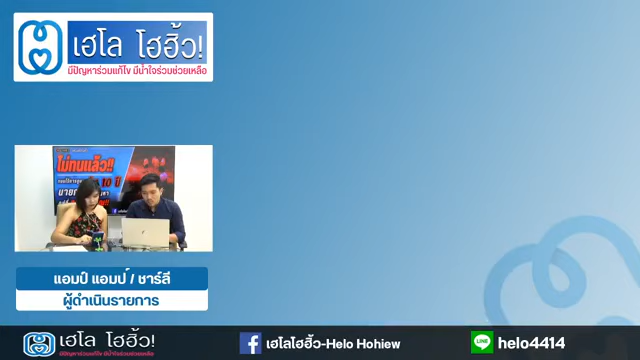 เฮโล โฮฮิ้ว!
มีปัญหาร่วมแก้ไข มีน้ำใจร่วมช่วยเหลือ
ไม่ทนแล้ว!!
10 ปี
แอมป์ แอมป์ / ชาร์ลี
ผู้ดำเนินรายการ
เฮโล โฮฮิ้ว!
มีปัญหาร่วมแก้ไข มีน้ำใจร่วมช่วยเหลือ
เฮโลโฮฮิ้ว-Helo Hohiew
LINE
helo4414